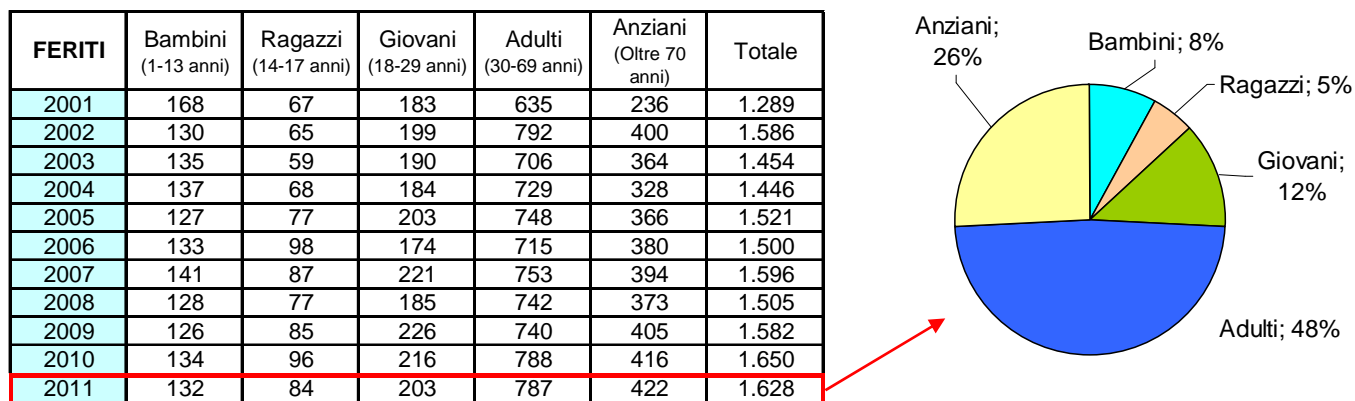 FERITI Bambini (1-13 anni) Ragazzi (14-17 anni) Giovani (18-29 anni) Adulti (30-69 anni) Anziani (Oltre 70 anni) Totale
2001 168 67 183 635 236 1.289
2002 130 65 199 792 400 1.586
2003 135 59 190 706 364 1.454
2004 137 68 184 729 328 1.446
2005 127 77 203 748 366 1.521
2006 133 98 174 715 380 1.500
2007 141 87 221 753 394 1.596
2008 128 77 185 742 373 1.505
2009 126 85 226 740 405 1.582
2010 134 96 216 788 416 1.650
2011 132 84 203 787 422 1.628
Anziani;
26%
Bambini; 8%
Ragazzi; 5%
Giovani;
12%
Adulti; 48%